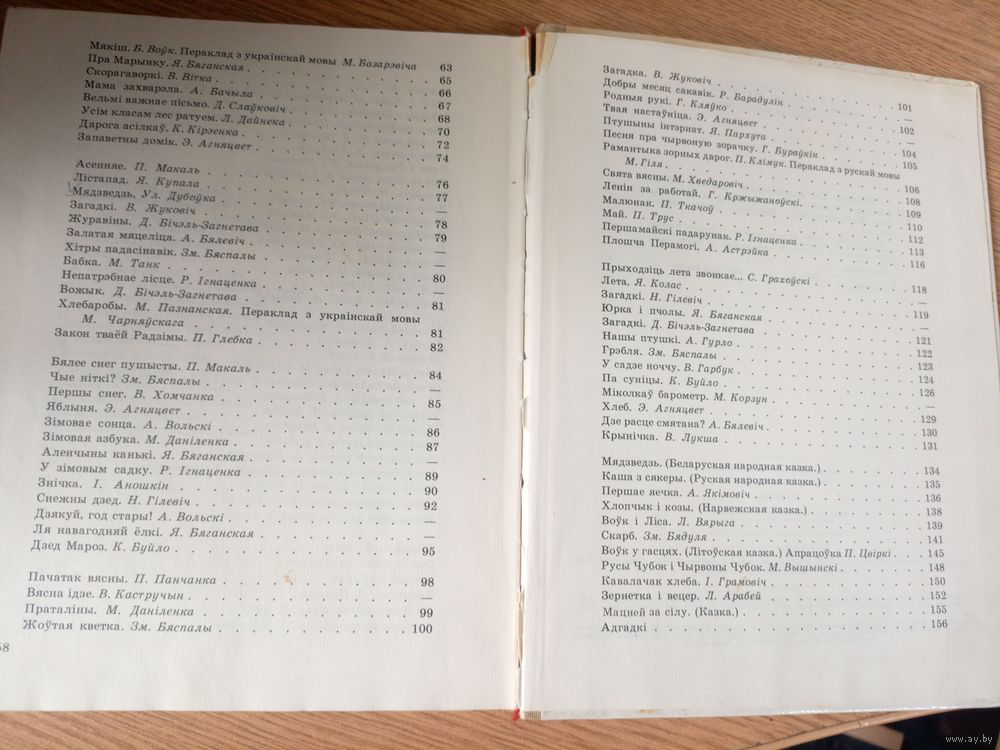 Мякіш. Б. Воўк. Пераклад з украінскай мовы М. Базарэвіча 63
Пра Марынку. Я. Бяганская 65
Скорагаворкі. В. Вітка 66
Мама захварэла. А. Бачыла 67
Вельмі важнае пісьмо. Д. Слаўковіч 68
Усім класам лес ратуем. Л. Дайнека 70
Дарога асілкаў. К. Кірэенка 72
Запаветны домік. Э. Агняцвет 74
Асенняе. П. Макаль 76
Лістапад. Я. Купала 77
Мядзведзь. Ул. Дубоўка —
Загадкі. В. Жуковіч 78
Журавіны. Д. Бічэль-Загнетава 79
Залатая мяцеліца. А. Бялевіч —
Хітры падасінавік. Зм. Бяспалы —
Бабка. М. Танк 80
Непатрэбнае лісце. Р. Ігнаценка —
Вожык. Д. Бічэль-Загнетава 81
Хлебаробы. М. Пазнанская. Пераклад з украінскай мовы
М. Чарняўскага 81
Закон тваёй Радзімы. П. Глебка 82
Бялее снег пушысты. П. Макаль 84
Чые ніткі? Зм. Бяспалы —
Першы снег. В. Хомчанка 85
Яблыня. Э. Агняцвет —
Зімовае сонца. А. Вольскі 86
Зімовая азбука. М. Даніленка 87
Аленчыны канькі. Я. Бяганская —
У зімовым садку. Р. Ігнаценка 89
Знічка. І. Аношкін 90
Снежны дзед. Н. Гілевіч 92
Дзякуй, год стары! А. Вольскі —
Ля навагодняй ёлкі. Я. Бяганская —
Дзед Мароз. К. Буйло 95
Пачатак вясны. П. Панчанка 98
Вясна ідзе. В. Кастручын —
Праталіны. М. Даніленка 99
Жоўтая кветка. Зм. Бяспалы 100
58
Загадка. В. Жуковіч 101
Добры месяц сакавік. Р. Барадулін —
Родныя рукі. Г. Кляўко 102
Твая настаўніца. Э. Агняцвет —
Птушыны інтэрнат. Я. Пархута 104
Песня пра чырвоную зорачку. Г. Бураўкін 105
Рамантыка зорных дарог. П. Клімук. Пераклад з рускай мовы
М. Гіля 106
Свята вясны. М. Хведаровіч 108
Ленін за работай. Г. Кржыжаноўскі 109
Малюнак. П. Ткачоў 110
Май. П. Трус 112
Першамайскі падарунак. Р. Ігнаценка 113
Плошча Перамогі. А. Астрэйка 116
Прыходзіць лета звонкае... С. Грахоўскі 118
Лета. Я. Колас 119
Загадкі. Н. Гілевіч —
Юрка і пчолы. Я. Бяганская 121
Загадкі. Д. Бічэль-Загнетава 122
Нашы птушкі. А. Гурло 123
Грэбля. Зм. Бяспалы 124
У садзе ноччу. В. Гарбук 126
Па суніцы. К. Буйло —
Міколкаў барометр. М. Корзун 129
Хлеб. Э. Агняцвет 130
Дзе расце смятана? А. Бялевіч 131
Крынічка. В. Лукша
Мядзведзь. (Беларуская народная казка.) 134
Каша з сякеры. (Руская народная казка.) 135
Першае яечка. А. Якімовіч 136
Хлопчык і козы. (Нарвежская казка.) 138
Воўк і Ліса. Л. Вярыга 139
Скарб. Зм. Бядуля 141
Воўк у гасцях. (Літоўская казка.) Апрацоўка П. Цвіркі 145
Русы Чубок і Чырвоны Чубок. М. Вышынскі 148
Кавалачак хлеба. І. Грамовіч 150
Зернетка і вецер. Л. Арабей 152
Мацней за сілу. (Казка.) 155
Адгадкі 156
www.ay.by